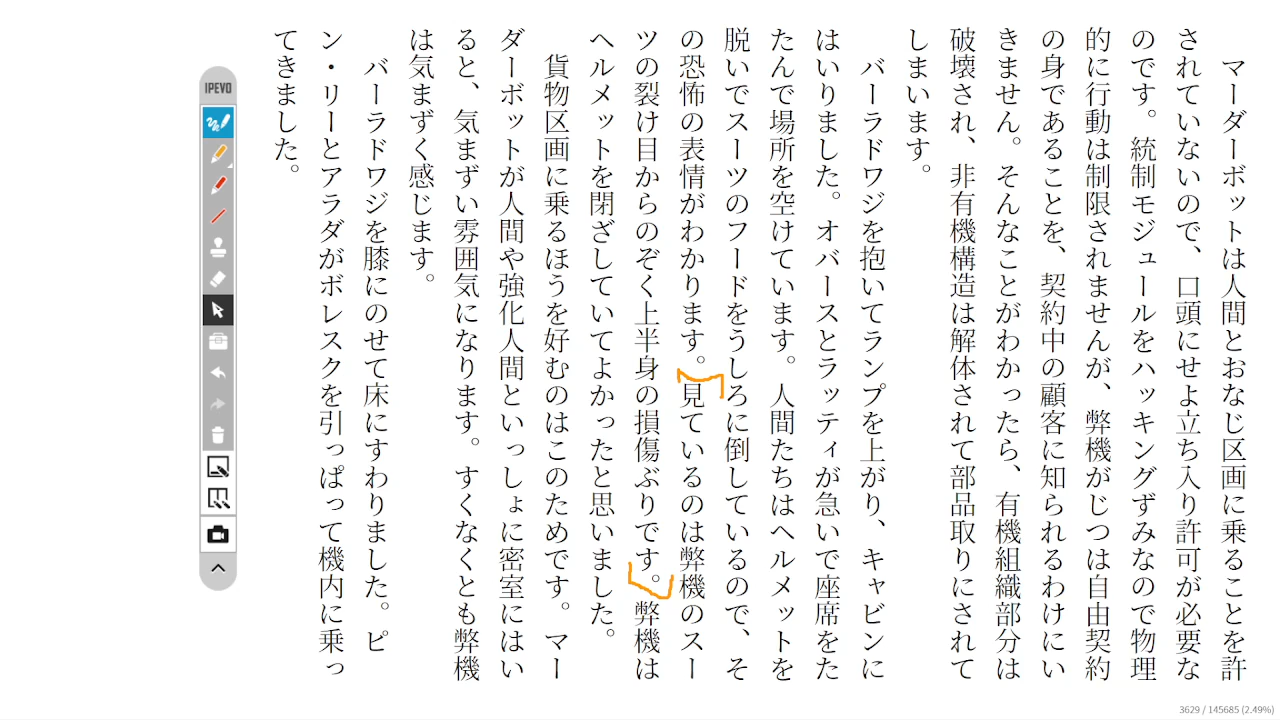 マーダーボットは人間とおなじ区画に乗ることを許
されていないので、口頭にせよ立ち入り許可が必要な
のです。統制モジュールをハッキングずみなので物理
的に行動は制限されませんが、弊機がじつは自由契約
の身であることを、契約中の顧客に知られるわけにい
きません。そんなことがわかったら、有機組織部分は
破壊され、非有機構造は解体されて部品取りにされて
しまいます。
バーラドワジを抱いてランプを上がり、キャビンに
はいりました。オバースとラッティが急いで座席をた
たんで場所を空けています。人間たちはヘルメットを
脱いでスーツのフードをうしろに倒しているので、そ
の恐怖の表情がわかります。見ているのは弊機のスー
ツの裂け目からのぞく上半身の損傷ぶりです。弊機は
ヘルメットを閉ざしていてよかったと思いました。
貨物区画に乗るほうを好むのはこのためです。マー
ダーボットが人間や強化人間といっしょに密室にはい
ると、気まずい雰囲気になります。すくなくとも弊機
は気まずく感じます。
バーラドワジを膝にのせて床にすわりました。ピ
ン・リーとアラダがボレスクを引っぱって機内に乗っ
てきました。
IPEVO
3629 / 145685 (2.49%)